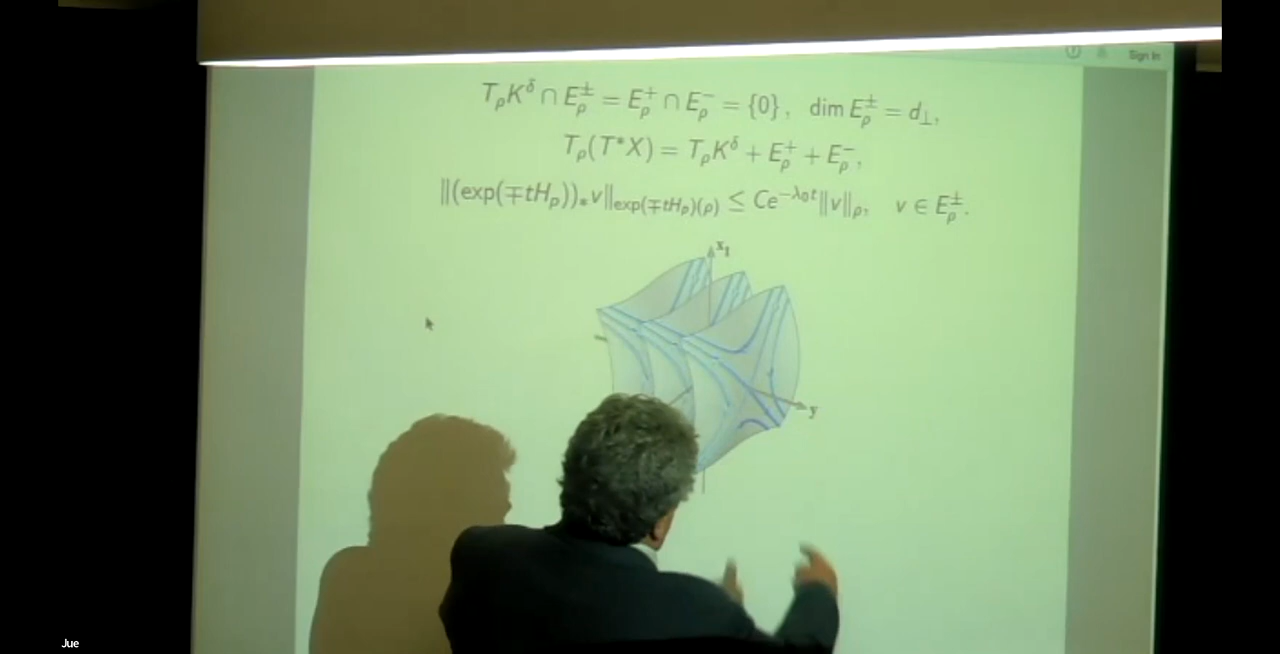 Sign In
T_ρK^δ ∩ E_ρ^± = E_ρ^+ ∩ E_ρ^- = {0}, dim E_ρ^± = d_⊥,
T_ρ(T*X) = T_ρK^δ + E_ρ^+ + E_ρ^-,
‖(exp(∓tH_p))_*v‖_{exp(∓tH_p)(ρ)} ≤ Ce^{-λ_0t}‖v‖_ρ, v ∈ E_ρ^±.
x_1
y
Jue